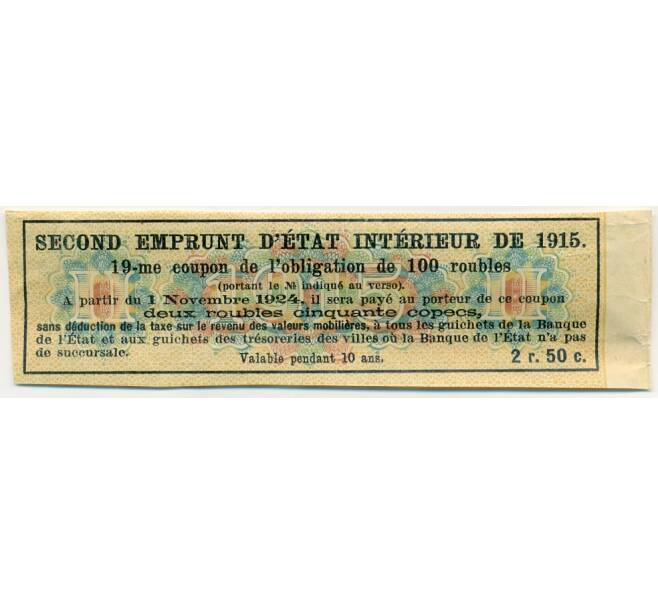 SECOND EMPRUNT D'ÉTAT INTÉRIEUR DE 1915.
19-me coupon de l'obligation de 100 roubles
(portant le № indiqué au verso).
A partir du 1 Novembre 1924, il sera payé au porteur de ce coupon
deux roubles cinquante copecs,
sans déduction de la taxe sur le revenu des valeurs mobilières, à tous les guichets de la Banque
de l'État et aux guichets des trésoreries des villes où la Banque de l'État n'a pas
de succursale.
Valable pendant 10 ans.
2 r. 50 c.